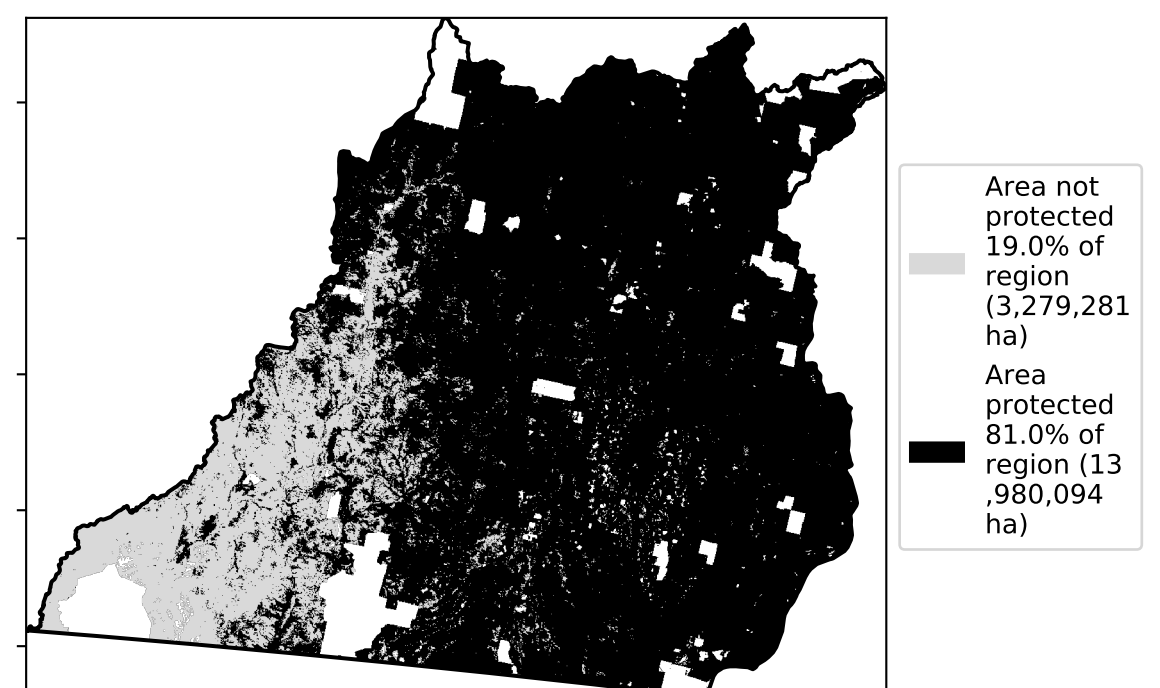 Area not
protected
19.0% of
region
(3,279,281
ha)
Area
protected
81.0% of
region (13
,980,094
ha)